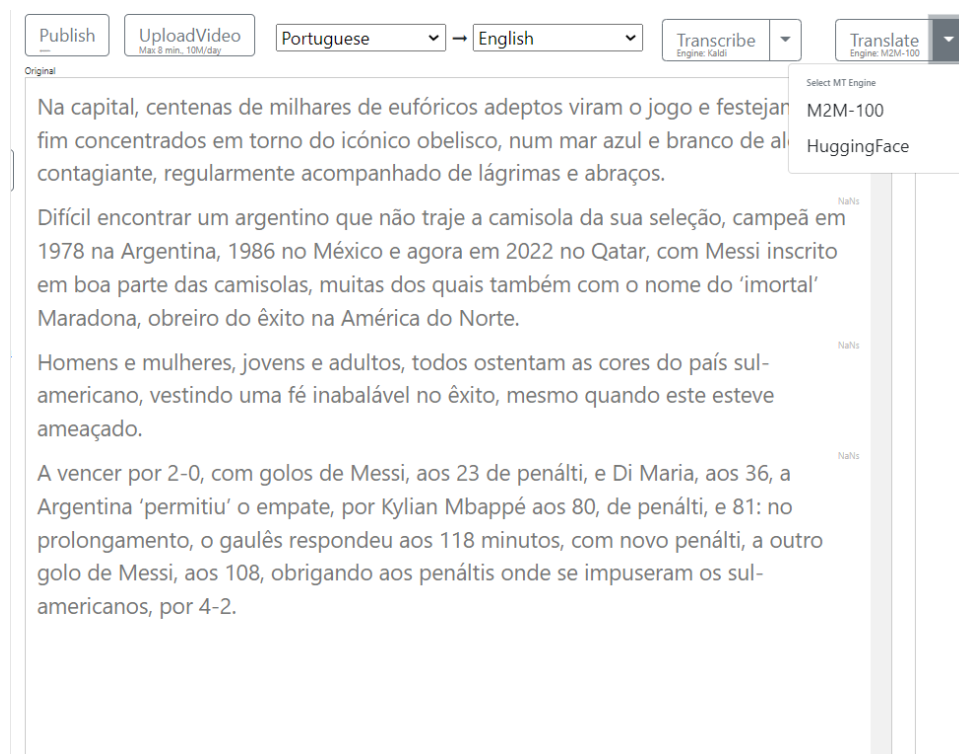 Publish
UploadVideo
Max 8 min., 10M/day
Portuguese → English
Transcribe
Engine: Kaldi
Translate
Engine: M2M-100
Select MT Engine
M2M-100
HuggingFace
Original
Na capital, centenas de milhares de eufóricos adeptos viram o jogo e festejam
fim concentrados em torno do icónico obelisco, num mar azul e branco de
contagiante, regularmente acompanhado de lágrimas e abraços.
NaNs
Difícil encontrar um argentino que não traje a camisola da sua seleção, campeã em
1978 na Argentina, 1986 no México e agora em 2022 no Qatar, com Messi inscrito
em boa parte das camisolas, muitas dos quais também com o nome do ‘imortal’
Maradona, obreiro do êxito na América do Norte.
NaNs
Homens e mulheres, jovens e adultos, todos ostentam as cores do país sul-
americano, vestindo uma fé inabalável no êxito, mesmo quando este esteve
ameaçado.
NaNs
A vencer por 2-0, com golos de Messi, aos 23 de penálti, e Di Maria, aos 36, a
Argentina ‘permitiu’ o empate, por Kylian Mbappé aos 80, de penálti, e 81: no
prolongamento, o gaulês respondeu aos 118 minutos, com novo penálti, a outro
golo de Messi, aos 108, obrigando aos penáltis onde se impuseram os sul-
americanos, por 4-2.